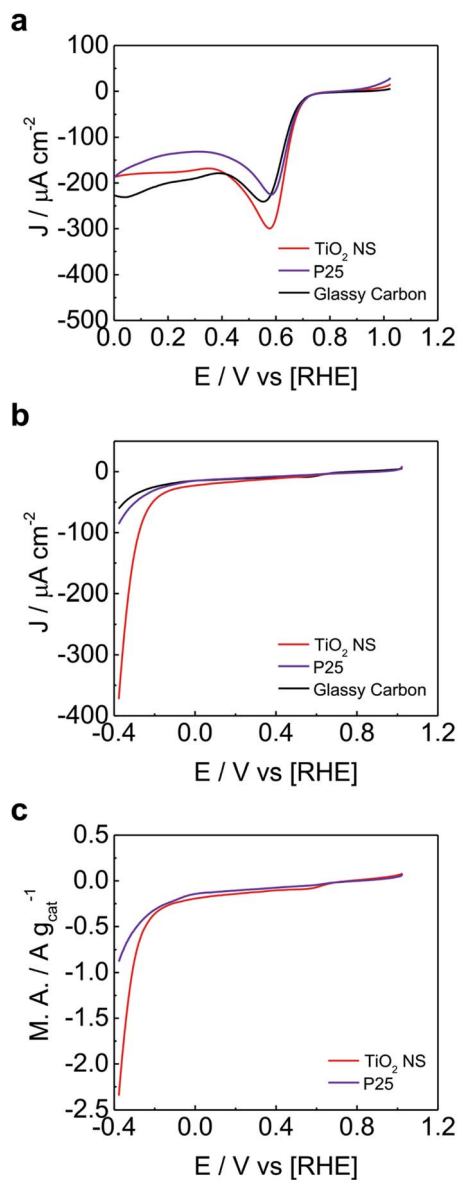 a
100
0
-100
-200
-300
-400
-500
J / µA cm⁻²
TiO₂ NS
P25
Glassy Carbon
0.0 0.2 0.4 0.6 0.8 1.0
E / V vs [RHE]
b
0
-100
-200
-300
-400
J / µA cm⁻²
TiO₂ NS
P25
Glassy Carbon
-0.4 0.0 0.4 0.8 1.2
E / V vs [RHE]
c
0.5
0.0
-0.5
-1.0
-1.5
-2.0
-2.5
M. A. / A g_cat⁻¹
TiO₂ NS
P25
-0.4 0.0 0.4 0.8 1.2
E / V vs [RHE]